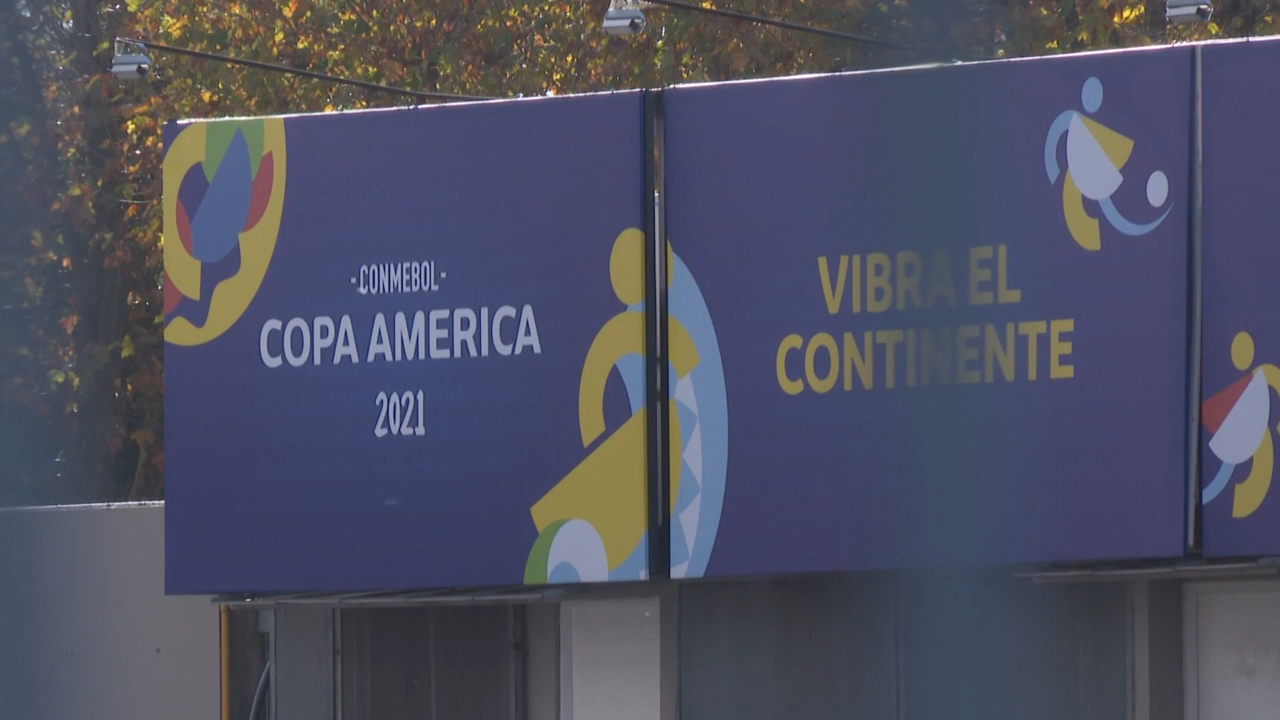 -CONMEBOL-
COPA AMERICA
2021
VIBRA EL
CONTINENTE